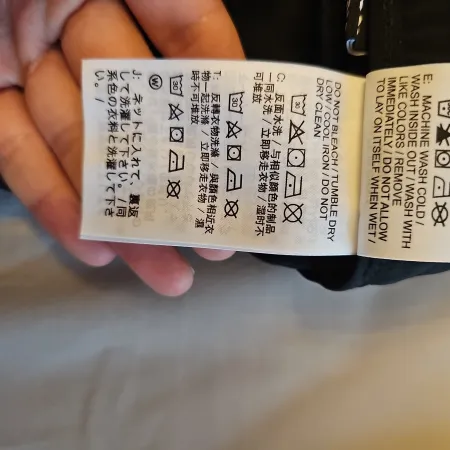 E: MACHINE WASH COLD /
WASH INSIDE OUT / WASH WITH
LIKE COLORS / REMOVE
IMMEDIATELY / DO NOT ALLOW
TO LAY ON ITSELF WHEN WET /
DO NOT BLEACH / TUMBLE DRY
LOW / COOL IRON / DO NOT
DRY CLEAN
30
C: 反面水洗 / 与相似颜色的制品
一同水洗 / 立即移走衣物 / 湿时不
可堆放
30
T: 反轉衣物洗滌 / 與顏色相近衣
物一起洗滌 / 立即移走衣物 / 濕
時不可堆放
30
J: ネットに入れて、裏返
して洗濯して下さい。/ 同
系色の衣料と洗濯して下さ
い。/
W